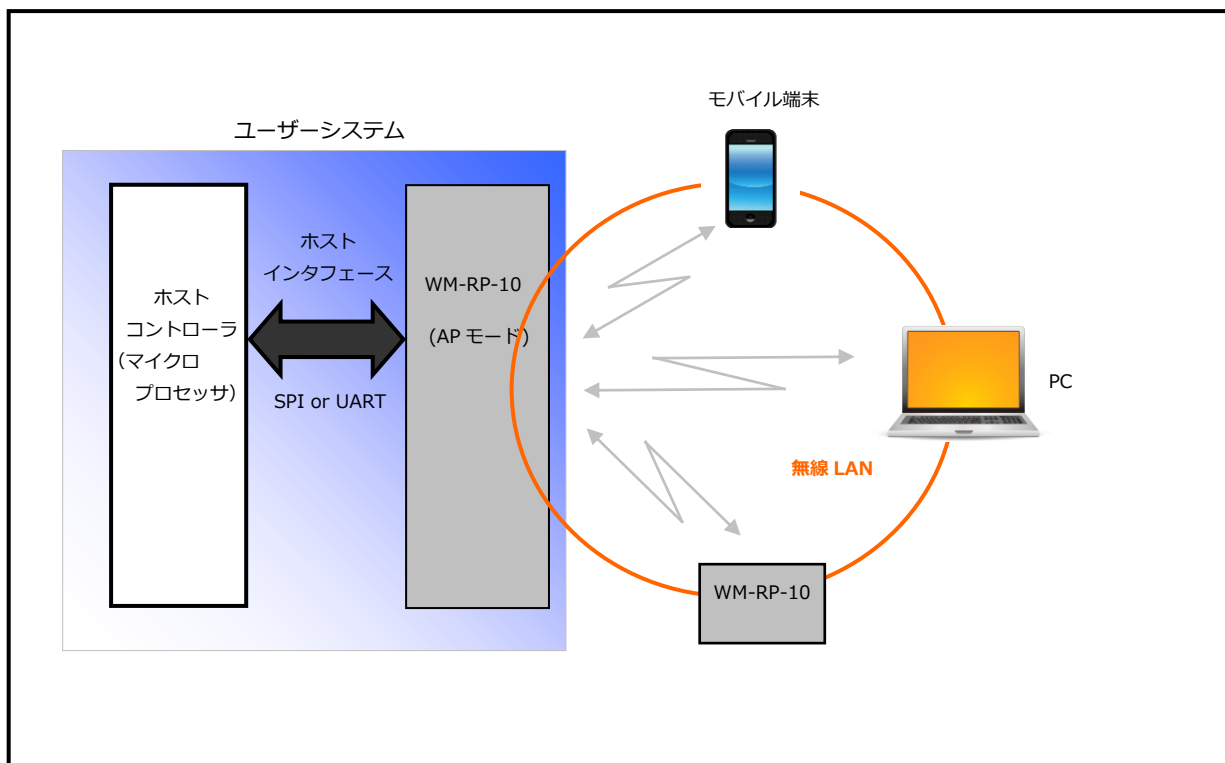 モバイル端末
ユーザーシステム
ホスト
インタフェース
WM-RP-10
(AP モード)
ホスト
コントローラ
(マイクロ
プロセッサ)
SPI or UART
PC
無線 LAN
WM-RP-10